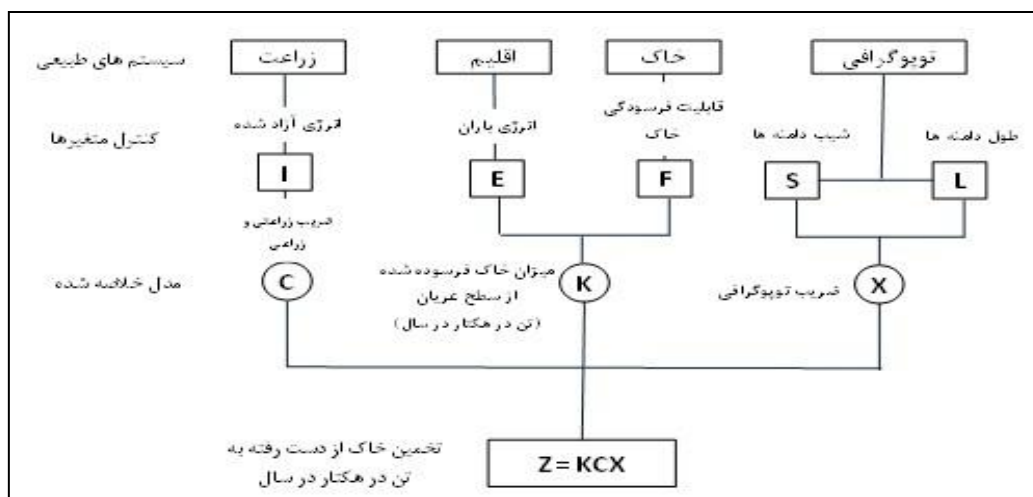 سیستم های طبیعی
زراعت
اقلیم
خاک
توپوگرافی
کنترل متغیرها
انرژی آزاد شده
انرژی باران
قابلیت فرسودگی
خاک
شیب دامنه ها
طول دامنه ها
I
E
F
S
L
ضریب زراعتی و
زراعی
مدل خلاصه شده
C
میزان خاک فرسوده شده
از سطح عریان
(تن در هکتار در سال)
K
ضریب توپوگرافی
X
تخمین خاک از دست رفته به
تن در هکتار در سال
Z = KCX